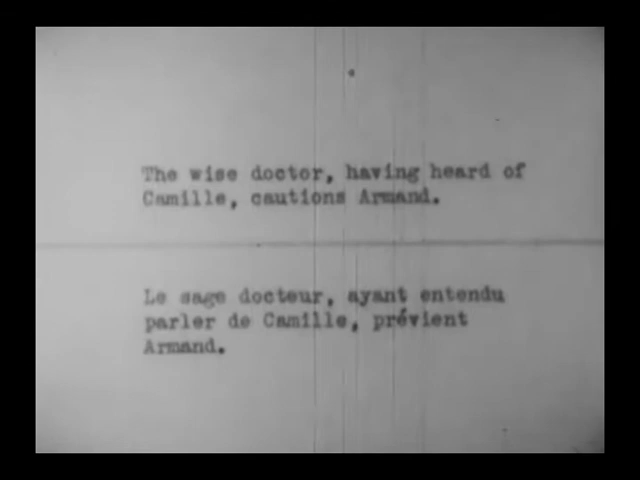 The wise doctor, having heard of
Camille, cautions Armand.
Le sage docteur, ayant entendu
parler de Camille, prévient
Armand.